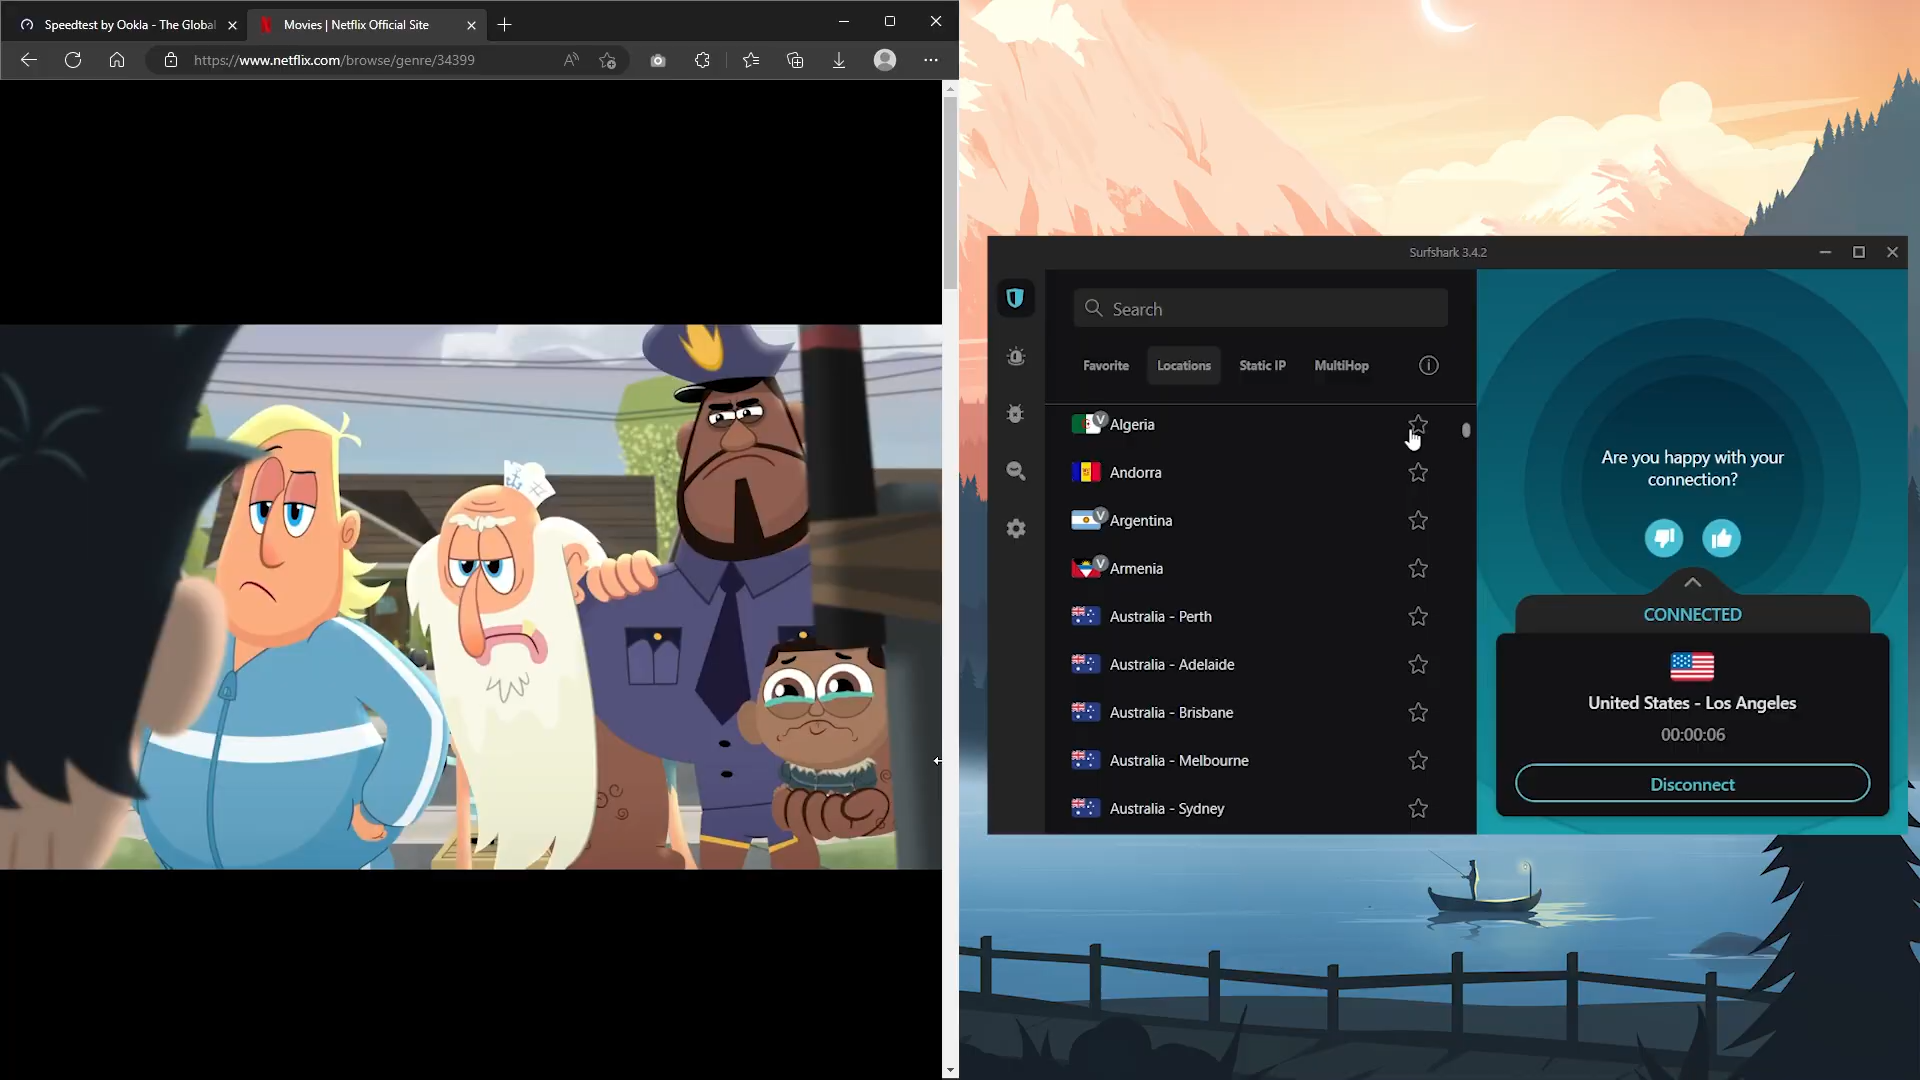 Speedtest by Ookla - The Global
Movies | Netflix Official Site
https://www.netflix.com/browse/genre/34399
Surfshark 3.4.2
Search
Favorite
Locations
Static IP
MultiHop
V Algeria
Andorra
V Argentina
V Armenia
Australia - Perth
Australia - Adelaide
Australia - Brisbane
Australia - Melbourne
Australia - Sydney
Are you happy with your
connection?
CONNECTED
United States - Los Angeles
00:00:06
Disconnect